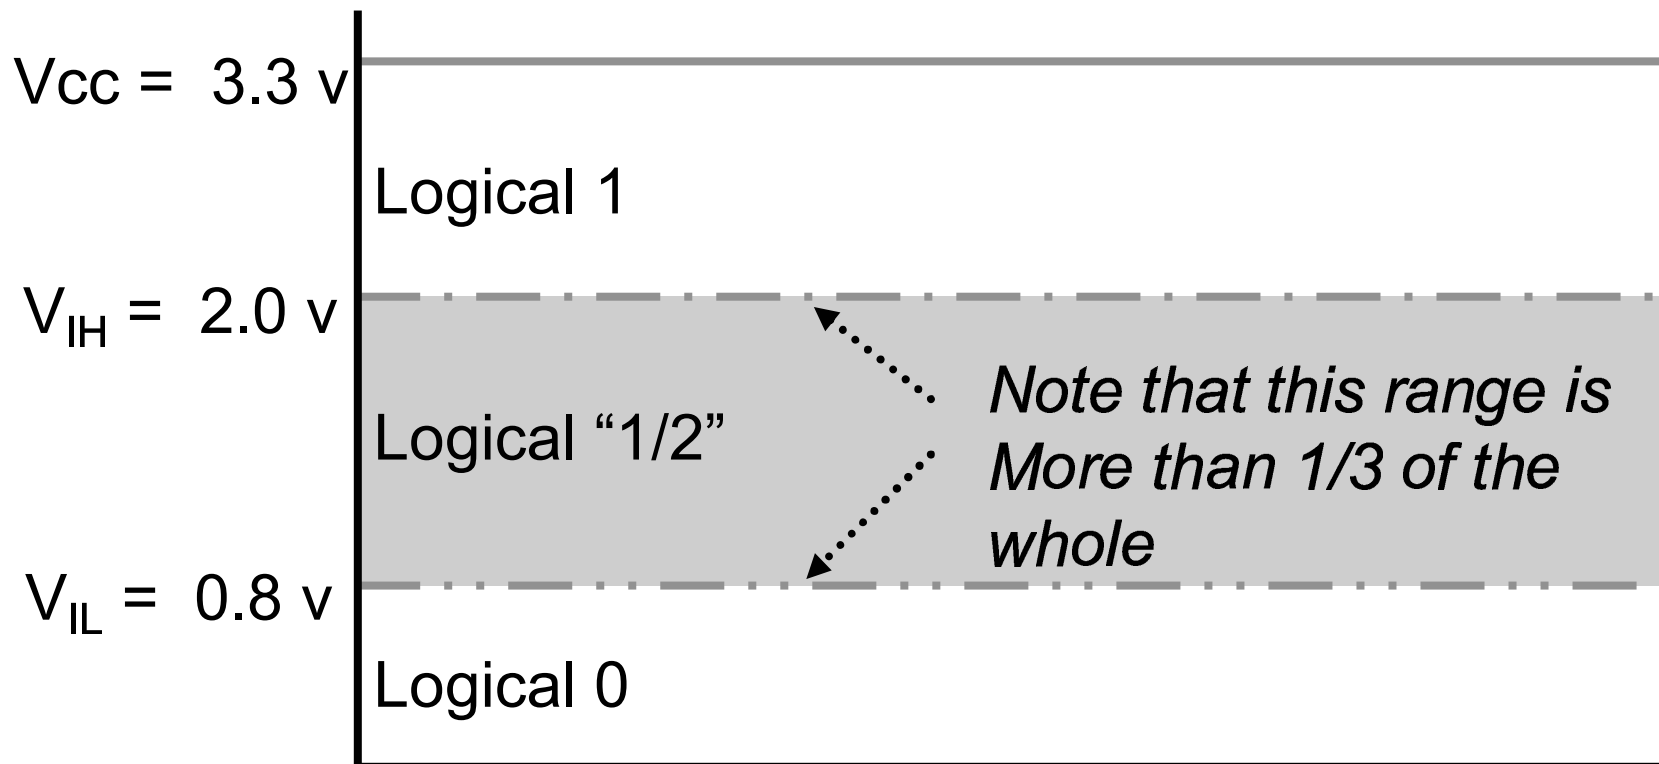 Vcc = 3.3 v
Logical 1
VIH = 2.0 v
Logical “1/2”
Note that this range is
More than 1/3 of the
whole
VIL = 0.8 v
Logical 0